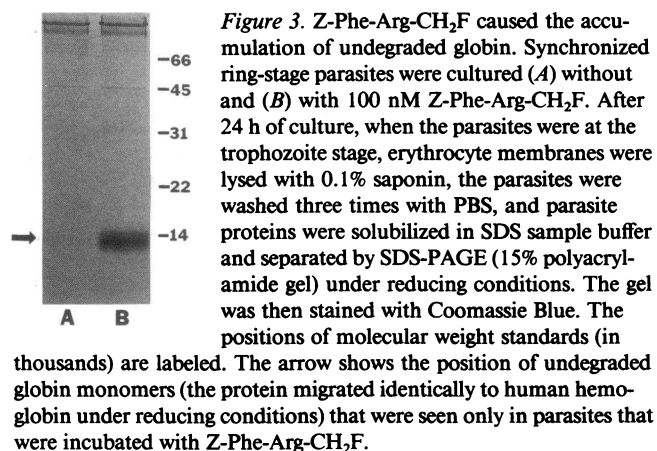 -66
-45
-31
-22
-14
A B
Figure 3. Z-Phe-Arg-CH₂F caused the accu-
mulation of undegraded globin. Synchronized
ring-stage parasites were cultured (A) without
and (B) with 100 nM Z-Phe-Arg-CH₂F. After
24 h of culture, when the parasites were at the
trophozoite stage, erythrocyte membranes were
lysed with 0.1% saponin, the parasites were
washed three times with PBS, and parasite
proteins were solubilized in SDS sample buffer
and separated by SDS-PAGE (15% polyacryl-
amide gel) under reducing conditions. The gel
was then stained with Coomassie Blue. The
positions of molecular weight standards (in
thousands) are labeled. The arrow shows the position of undegraded
globin monomers (the protein migrated identically to human hemo-
globin under reducing conditions) that were seen only in parasites that
were incubated with Z-Phe-Arg-CH₂F.